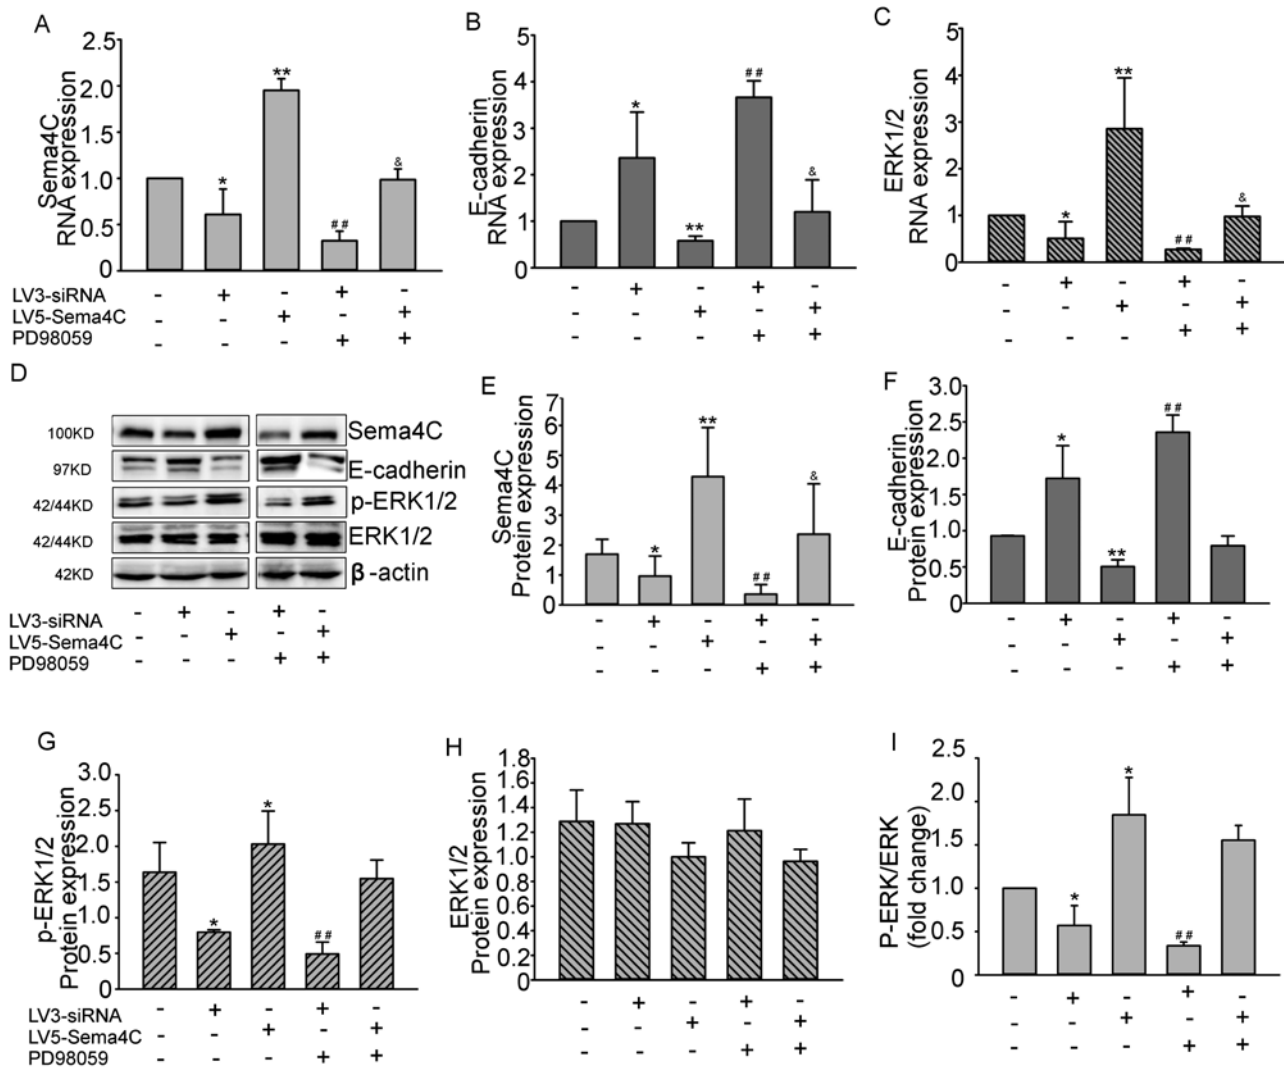 A
Sema4C
RNA expression
2.5
2.0
1.5
1.0
0.5
0
*
**
##
&
LV3-siRNA - + - + -
LV5-Sema4C - - + - +
PD98059 - - - + +
B
E-cadherin
RNA expression
5
4
3
2
1
0
*
**
##
&
- + - + -
- - + - +
- - - + +
C
ERK1/2
RNA expression
5
4
3
2
1
0
*
**
##
&
- + - + -
- - + - +
- - - + +
D
100KD Sema4C
97KD E-cadherin
42/44KD p-ERK1/2
42/44KD ERK1/2
42KD β-actin
LV3-siRNA - + - + -
LV5-Sema4C - - + - +
PD98059 - - - + +
E
Sema4C
Protein expression
7
6
5
4
3
2
1
0
*
**
##
&
- + - + -
- - + - +
- - - + +
F
E-cadherin
Protein expression
3.0
2.5
2.0
1.5
1.0
0.5
0
*
**
##
- + - + -
- - + - +
- - - + +
G
p-ERK1/2
Protein expression
3.0
2.5
2.0
1.5
1.0
0.5
0
*
*
##
LV3-siRNA - + - + -
LV5-Sema4C - - + - +
PD98059 - - - + +
H
ERK1/2
Protein expression
1.8
1.6
1.4
1.2
1.0
0.8
0.6
0.4
0.2
0
- + - + -
- - + - +
- - - + +
I
P-ERK/ERK
(fold change)
2.5
2.0
1.5
1.0
0.5
0
*
*
##
- + - + -
- - + - +
- - - + +